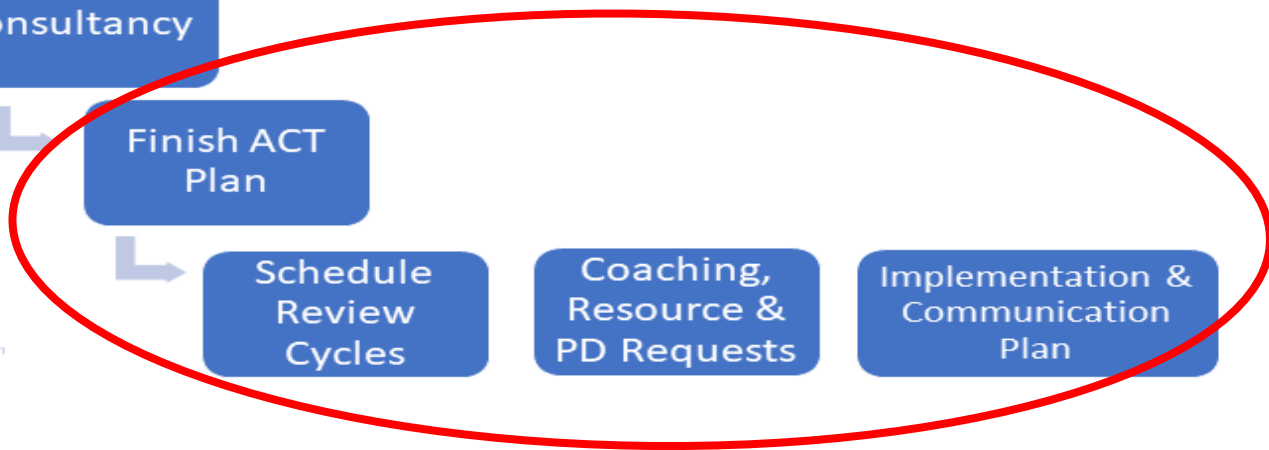 onsultancy
Finish ACT
Plan
Schedule
Review
Cycles
Coaching,
Resource &
PD Requests
Implementation &
Communication
Plan